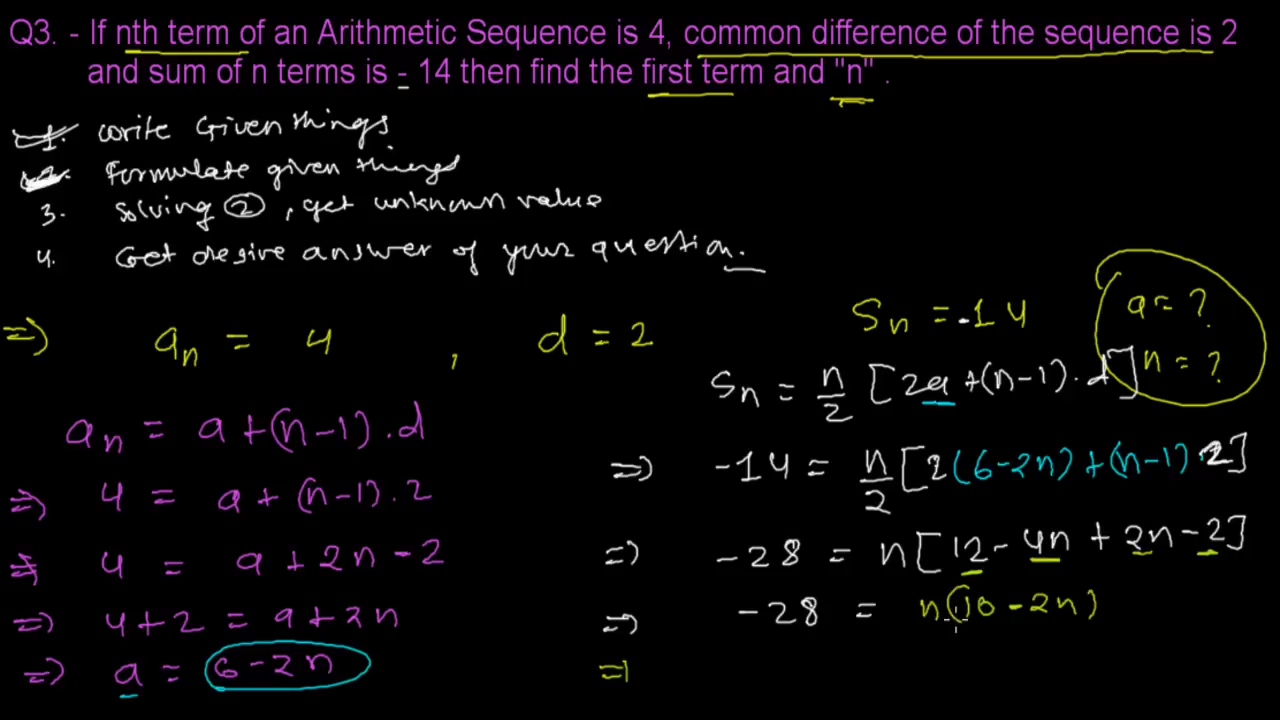 Q3. - If nth term of an Arithmetic Sequence is 4, common difference of the sequence is 2
and sum of n terms is - 14 then find the first term and "n" .
1. write Given things
2. Formulate given things
3. Solving ②, get unknown value
4. Get desire answer of your question.
=> aₙ = 4 , d = 2
Sₙ = -14
a = ?
n = ?
aₙ = a + (n-1).d
=> 4 = a + (n-1).2
=> 4 = a + 2n - 2
=> 4+2 = a + 2n
=> a = 6-2n
Sₙ = n/2 [2a + (n-1).d]
=> -14 = n/2 [2(6-2n) + (n-1).2]
=> -28 = n[12 - 4n + 2n - 2]
=> -28 = n(10 - 2n)
=>